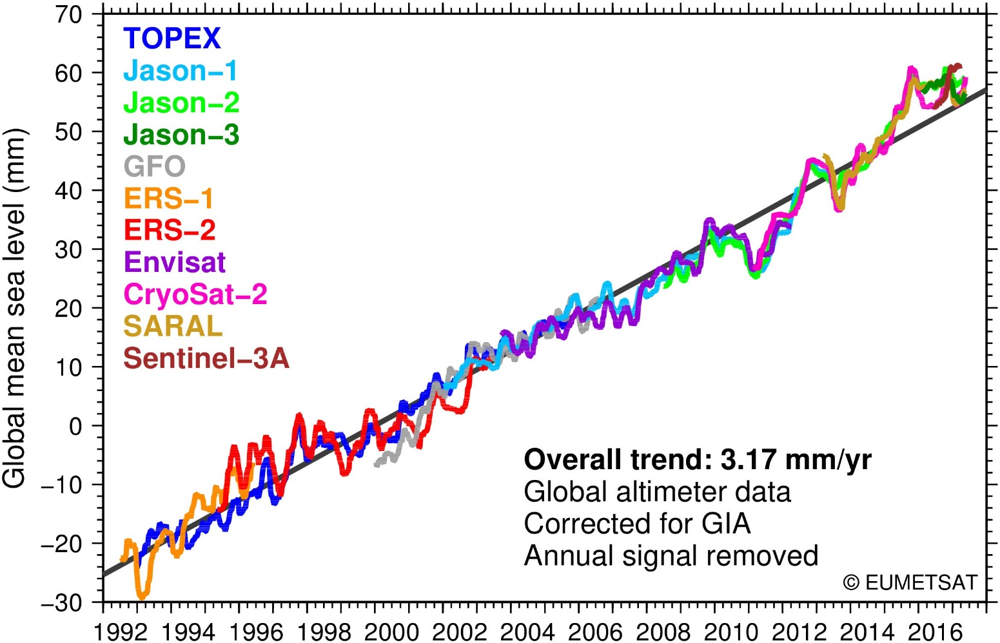 70
60
50
40
30
20
10
0
−10
−20
−30
Global mean sea level (mm)
TOPEX
Jason−1
Jason−2
Jason−3
GFO
ERS−1
ERS−2
Envisat
CryoSat−2
SARAL
Sentinel−3A
Overall trend: 3.17 mm/yr
Global altimeter data
Corrected for GIA
Annual signal removed
© EUMETSAT
1992 1994 1996 1998 2000 2002 2004 2006 2008 2010 2012 2014 2016